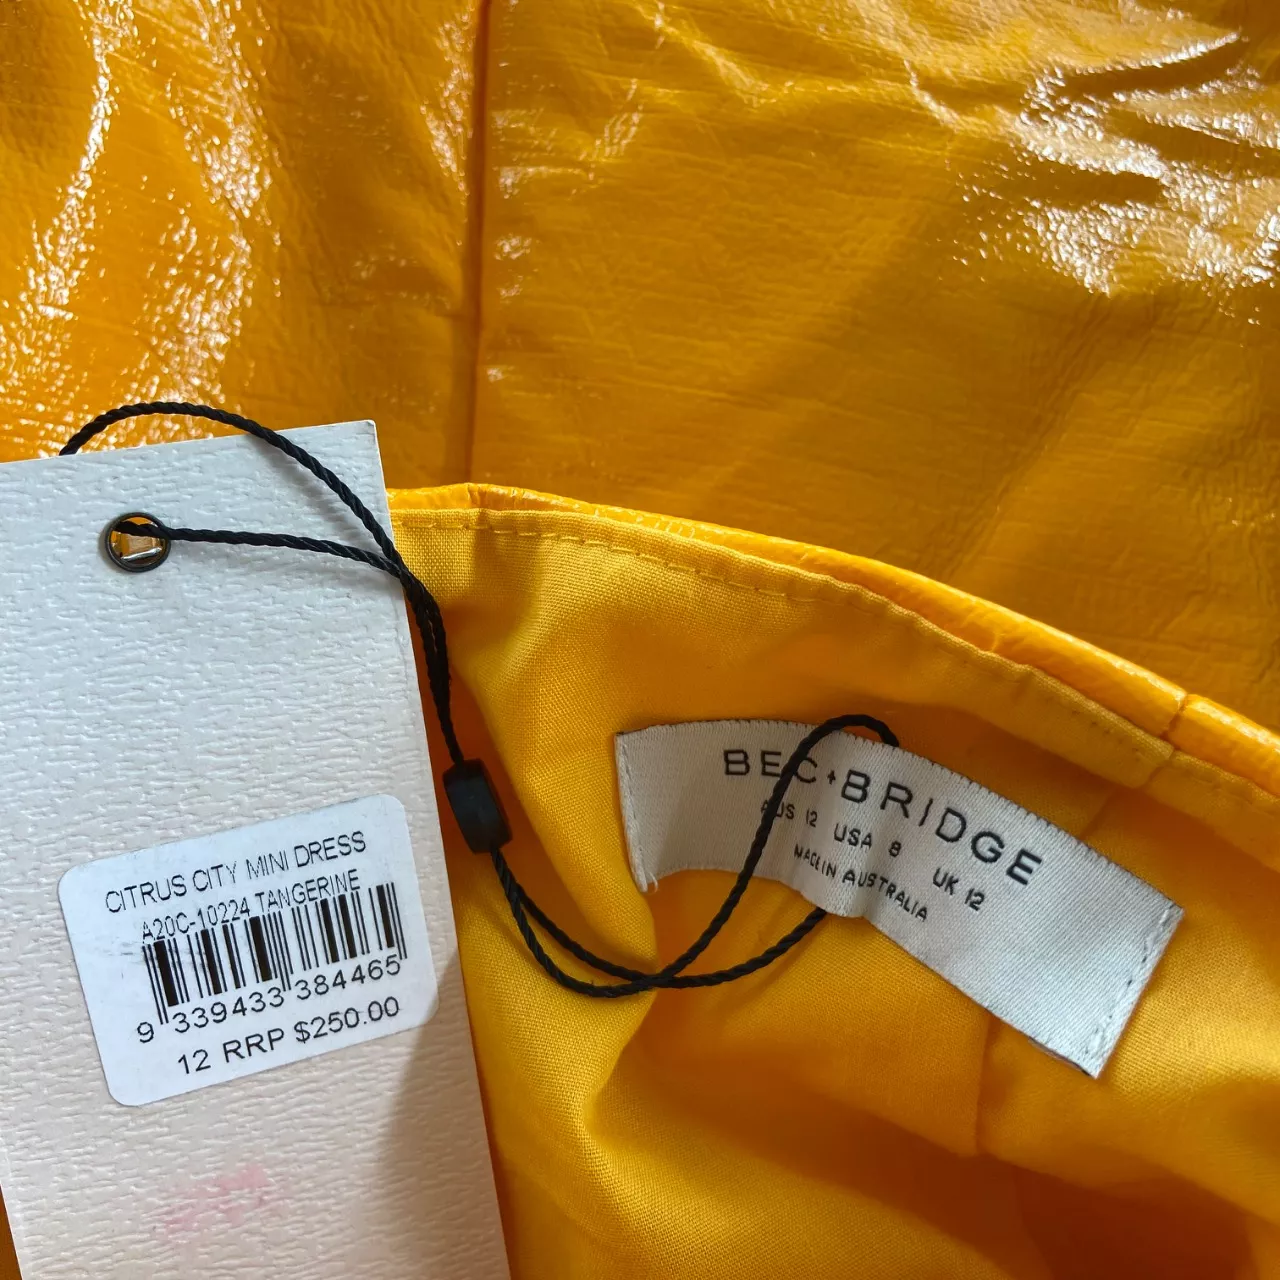 CITRUS CITY MINI DRESS
A20C-10224 TANGERINE
9 339433 384465
12 RRP $250.00
BEC+BRIDGE
AUS 12 USA 8 UK 12
MADE IN AUSTRALIA